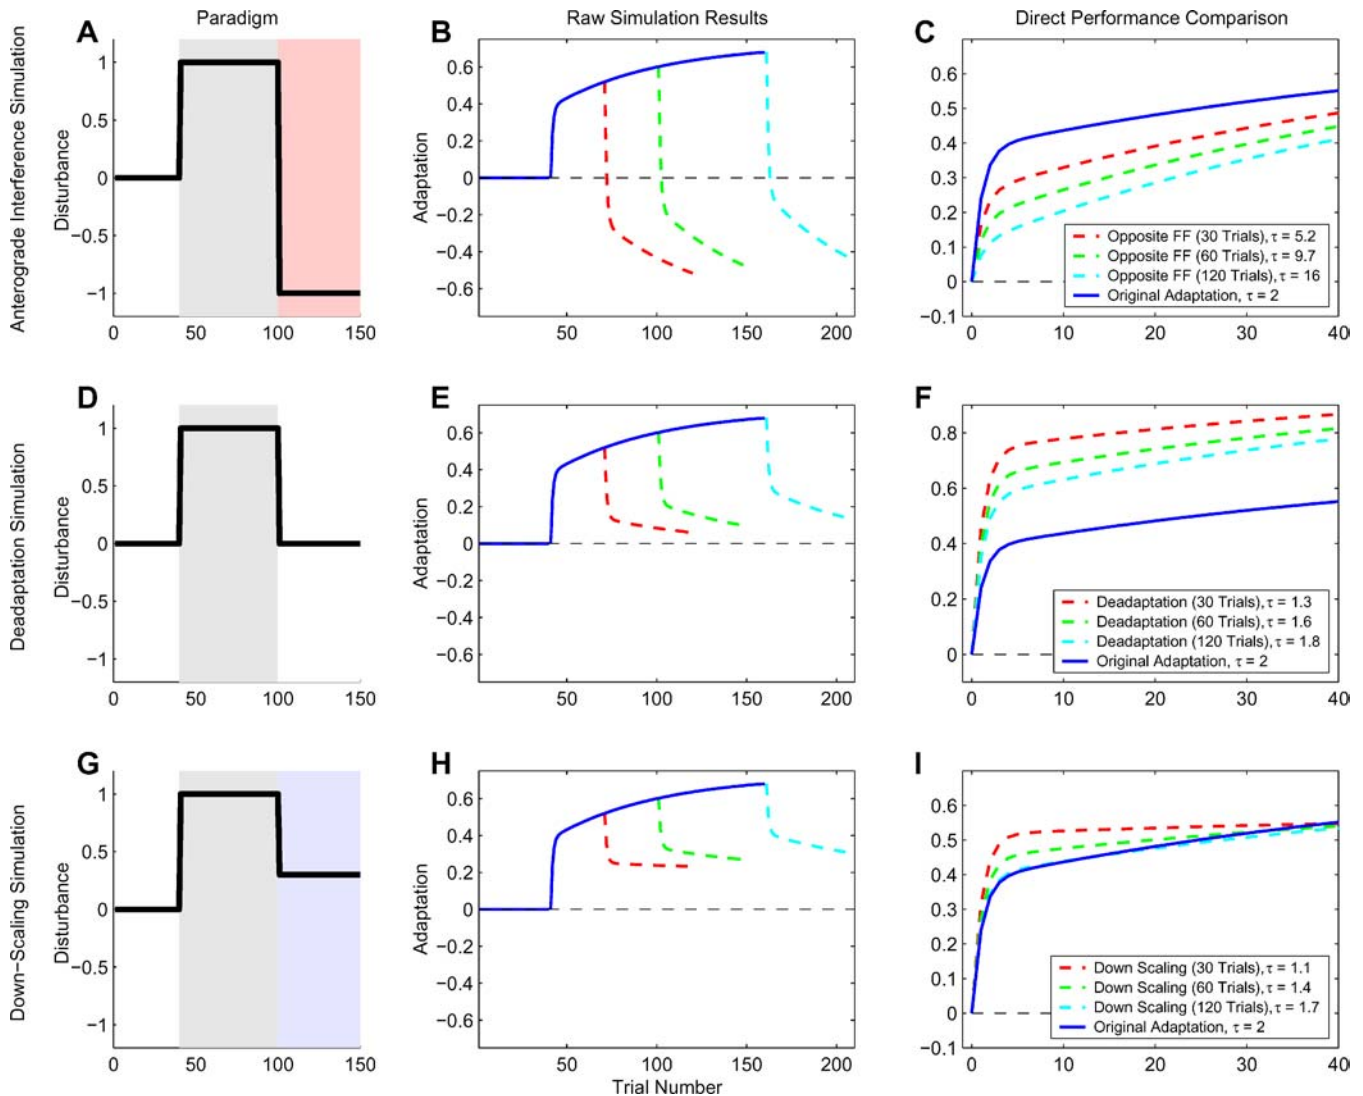 Paradigm
Raw Simulation Results
Direct Performance Comparison
Anterograde Interference Simulation
A
Disturbance
1
0.5
0
−0.5
−1
0 50 100 150
B
Adaptation
0.6
0.4
0.2
0
−0.2
−0.4
−0.6
50 100 150 200
C
0.6
0.5
0.4
0.3
0.2
0.1
0
−0.1
0 10 20 30 40
Opposite FF (30 Trials), τ = 5.2
Opposite FF (60 Trials), τ = 9.7
Opposite FF (120 Trials), τ = 16
Original Adaptation, τ = 2
Deadaptation Simulation
D
Disturbance
1
0.5
0
−0.5
−1
0 50 100 150
E
Adaptation
0.6
0.4
0.2
0
−0.2
−0.4
−0.6
50 100 150 200
F
0.8
0.6
0.4
0.2
0
0 10 20 30 40
Deadaptation (30 Trials), τ = 1.3
Deadaptation (60 Trials), τ = 1.6
Deadaptation (120 Trials), τ = 1.8
Original Adaptation, τ = 2
Down−Scaling Simulation
G
Disturbance
1
0.5
0
−0.5
−1
0 50 100 150
H
Adaptation
0.6
0.4
0.2
0
−0.2
−0.4
−0.6
50 100 150 200
Trial Number
I
0.6
0.5
0.4
0.3
0.2
0.1
0
−0.1
0 10 20 30 40
Down Scaling (30 Trials), τ = 1.1
Down Scaling (60 Trials), τ = 1.4
Down Scaling (120 Trials), τ = 1.7
Original Adaptation, τ = 2